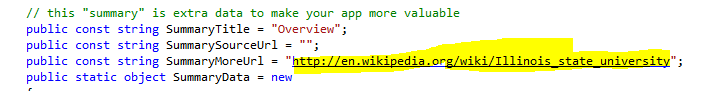 // this "summary" is extra data to make your app more valuable
public const string SummaryTitle = "Overview";
public const string SummarySourceUrl = "";
public const string SummaryMoreUrl = "http://en.wikipedia.org/wiki/Illinois_state_university";
public static object SummaryData = new
{